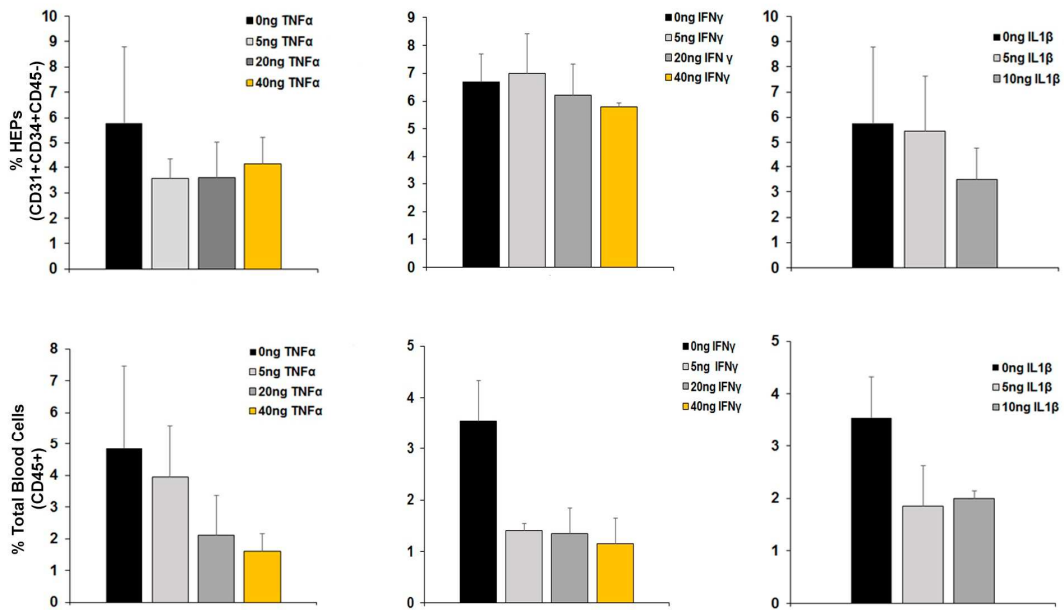 % HEPs
(CD31+CD34+CD45-)
10
9
8
7
6
5
4
3
2
1
0
0ng TNFα
5ng TNFα
20ng TNFα
40ng TNFα
9
8
7
6
5
4
3
2
1
0
0ng IFNγ
5ng IFNγ
20ng IFN γ
40ng IFNγ
10
9
8
7
6
5
4
3
2
1
0
0ng IL1β
5ng IL1β
10ng IL1β
% Total Blood Cells
(CD45+)
8
7
6
5
4
3
2
1
0
0ng TNFα
5ng TNFα
20ng TNFα
40ng TNFα
5
4
3
2
1
0
0ng IFNγ
5ng IFNγ
20ng IFNγ
40ng IFNγ
5
4
3
2
1
0
0ng IL1β
5ng IL1β
10ng IL1β